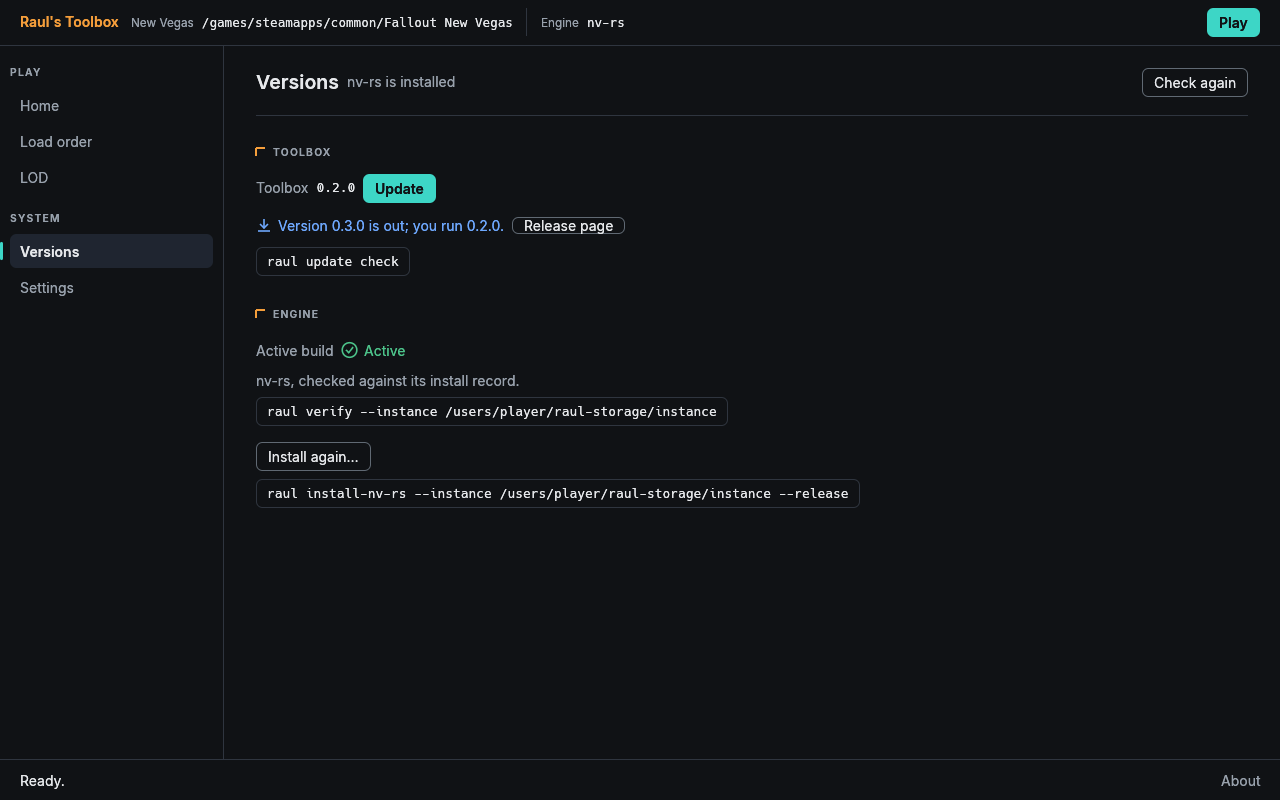 Raul's Toolbox New Vegas /games/steamapps/common/Fallout New Vegas Engine nv-rs Play
PLAY
Home
Load order
LOD
SYSTEM
Versions
Settings
Versions nv-rs is installed Check again
TOOLBOX
Toolbox 0.2.0 Update
Version 0.3.0 is out; you run 0.2.0. Release page
raul update check
ENGINE
Active build Active
nv-rs, checked against its install record.
raul verify --instance /users/player/raul-storage/instance
Install again...
raul install-nv-rs --instance /users/player/raul-storage/instance --release
Ready. About